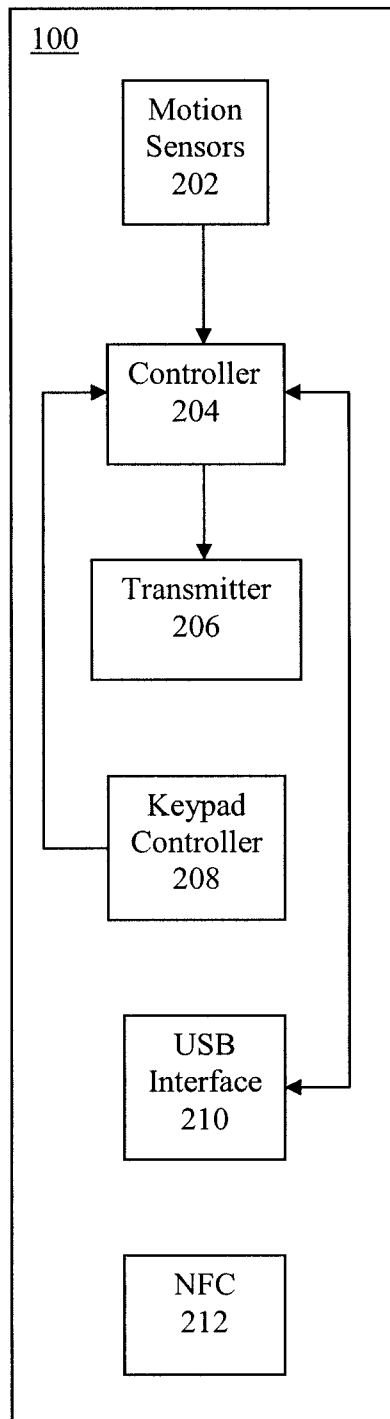 100
Motion
Sensors
202
Controller
204
Transmitter
206
Keypad
Controller
208
USB
Interface
210
NFC
212